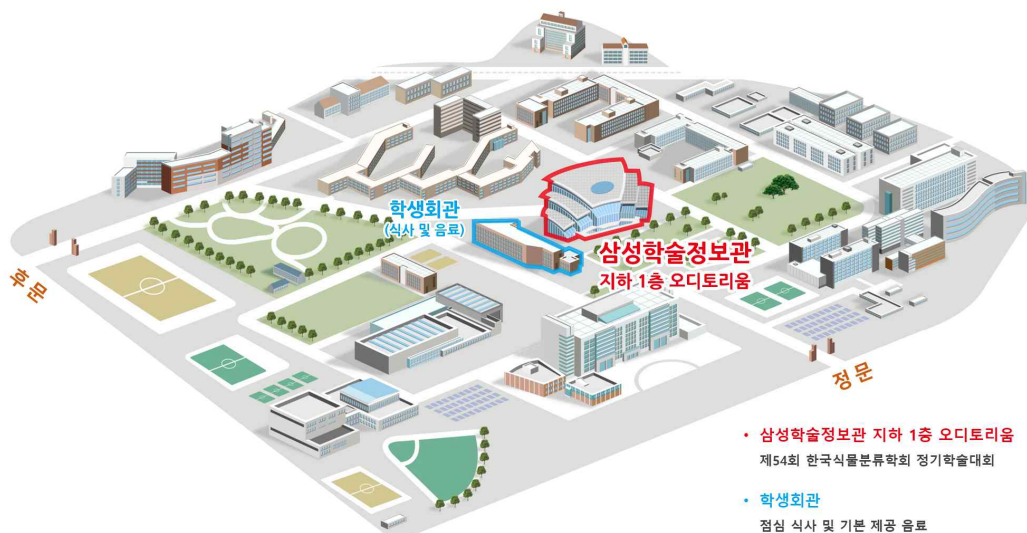 학생회관
(식사 및 음료)
삼성학술정보관
지하 1층 오디토리움
후문
정문
• 삼성학술정보관 지하 1층 오디토리움
제54회 한국식물분류학회 정기학술대회
• 학생회관
점심 식사 및 기본 제공 음료